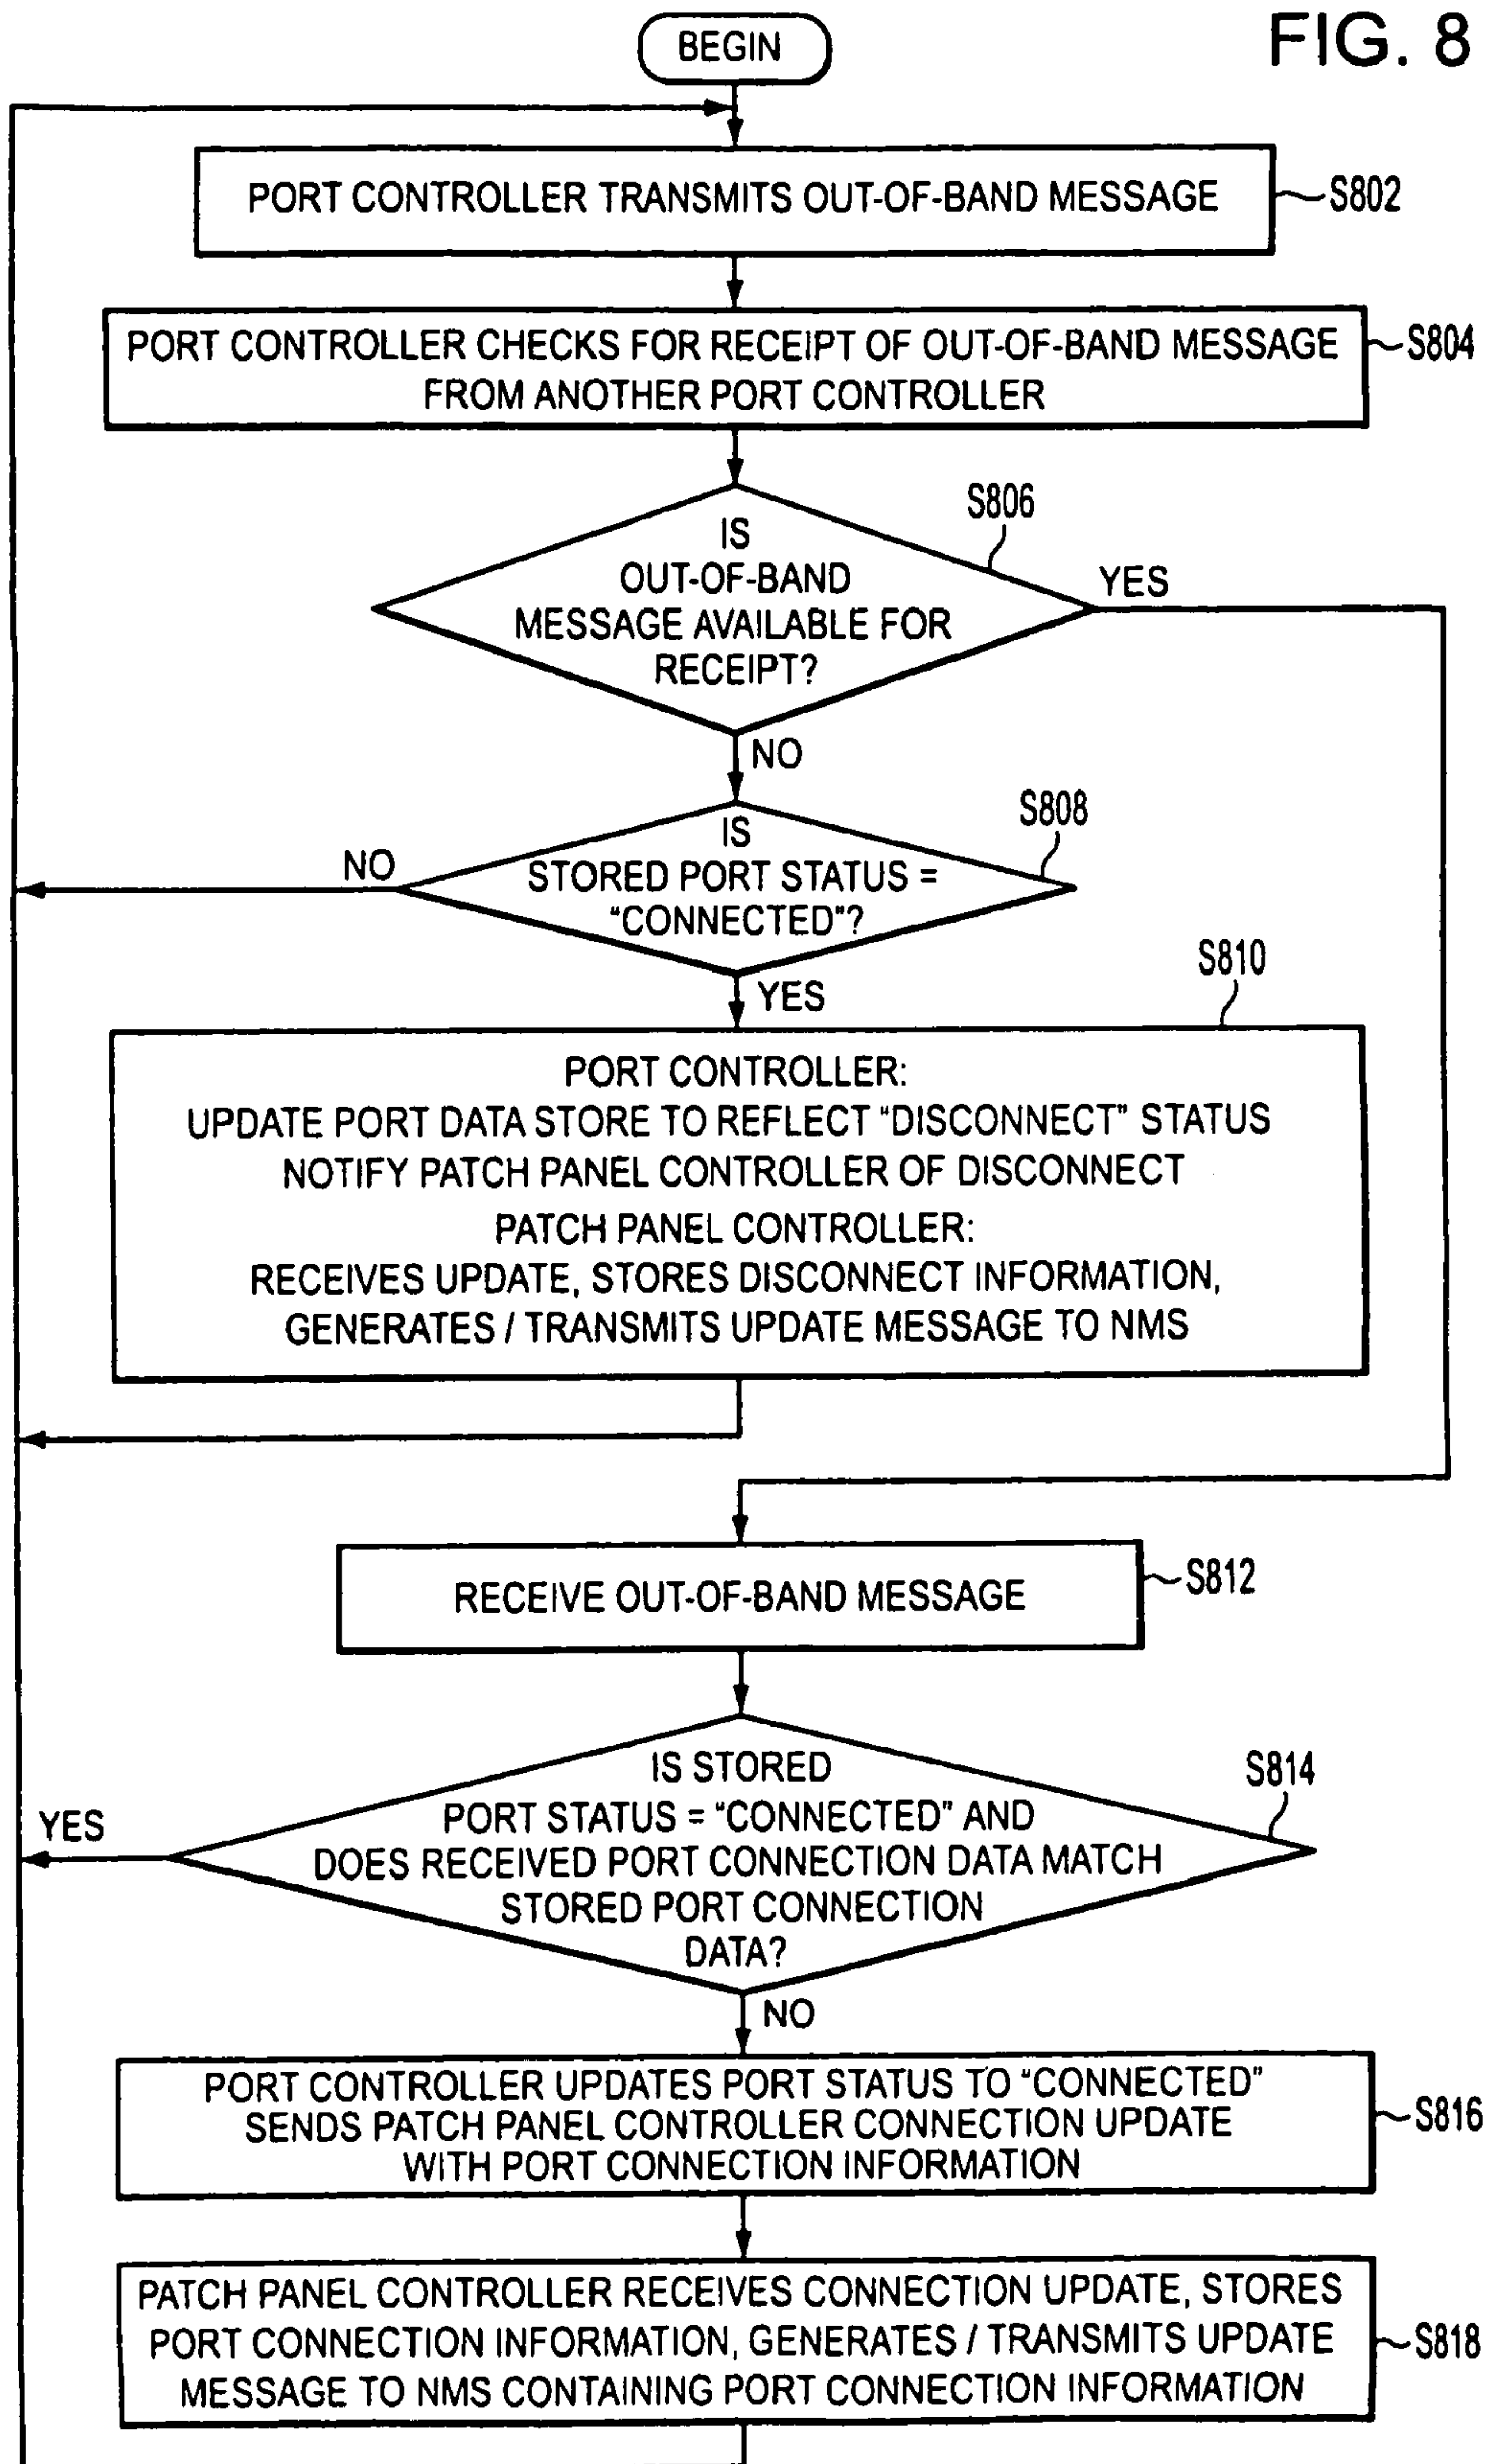 FIG. 8
BEGIN
PORT CONTROLLER TRANSMITS OUT-OF-BAND MESSAGE
S802
PORT CONTROLLER CHECKS FOR RECEIPT OF OUT-OF-BAND MESSAGE
FROM ANOTHER PORT CONTROLLER
S804
S806
IS
OUT-OF-BAND
MESSAGE AVAILABLE FOR
RECEIPT?
YES
NO
S808
IS
STORED PORT STATUS =
"CONNECTED"?
NO
YES
S810
PORT CONTROLLER:
UPDATE PORT DATA STORE TO REFLECT "DISCONNECT" STATUS
NOTIFY PATCH PANEL CONTROLLER OF DISCONNECT
PATCH PANEL CONTROLLER:
RECEIVES UPDATE, STORES DISCONNECT INFORMATION,
GENERATES / TRANSMITS UPDATE MESSAGE TO NMS
RECEIVE OUT-OF-BAND MESSAGE
S812
S814
IS STORED
PORT STATUS = "CONNECTED" AND
DOES RECEIVED PORT CONNECTION DATA MATCH
STORED PORT CONNECTION
DATA?
YES
NO
PORT CONTROLLER UPDATES PORT STATUS TO "CONNECTED"
SENDS PATCH PANEL CONTROLLER CONNECTION UPDATE
WITH PORT CONNECTION INFORMATION
S816
PATCH PANEL CONTROLLER RECEIVES CONNECTION UPDATE, STORES
PORT CONNECTION INFORMATION, GENERATES / TRANSMITS UPDATE
MESSAGE TO NMS CONTAINING PORT CONNECTION INFORMATION
S818